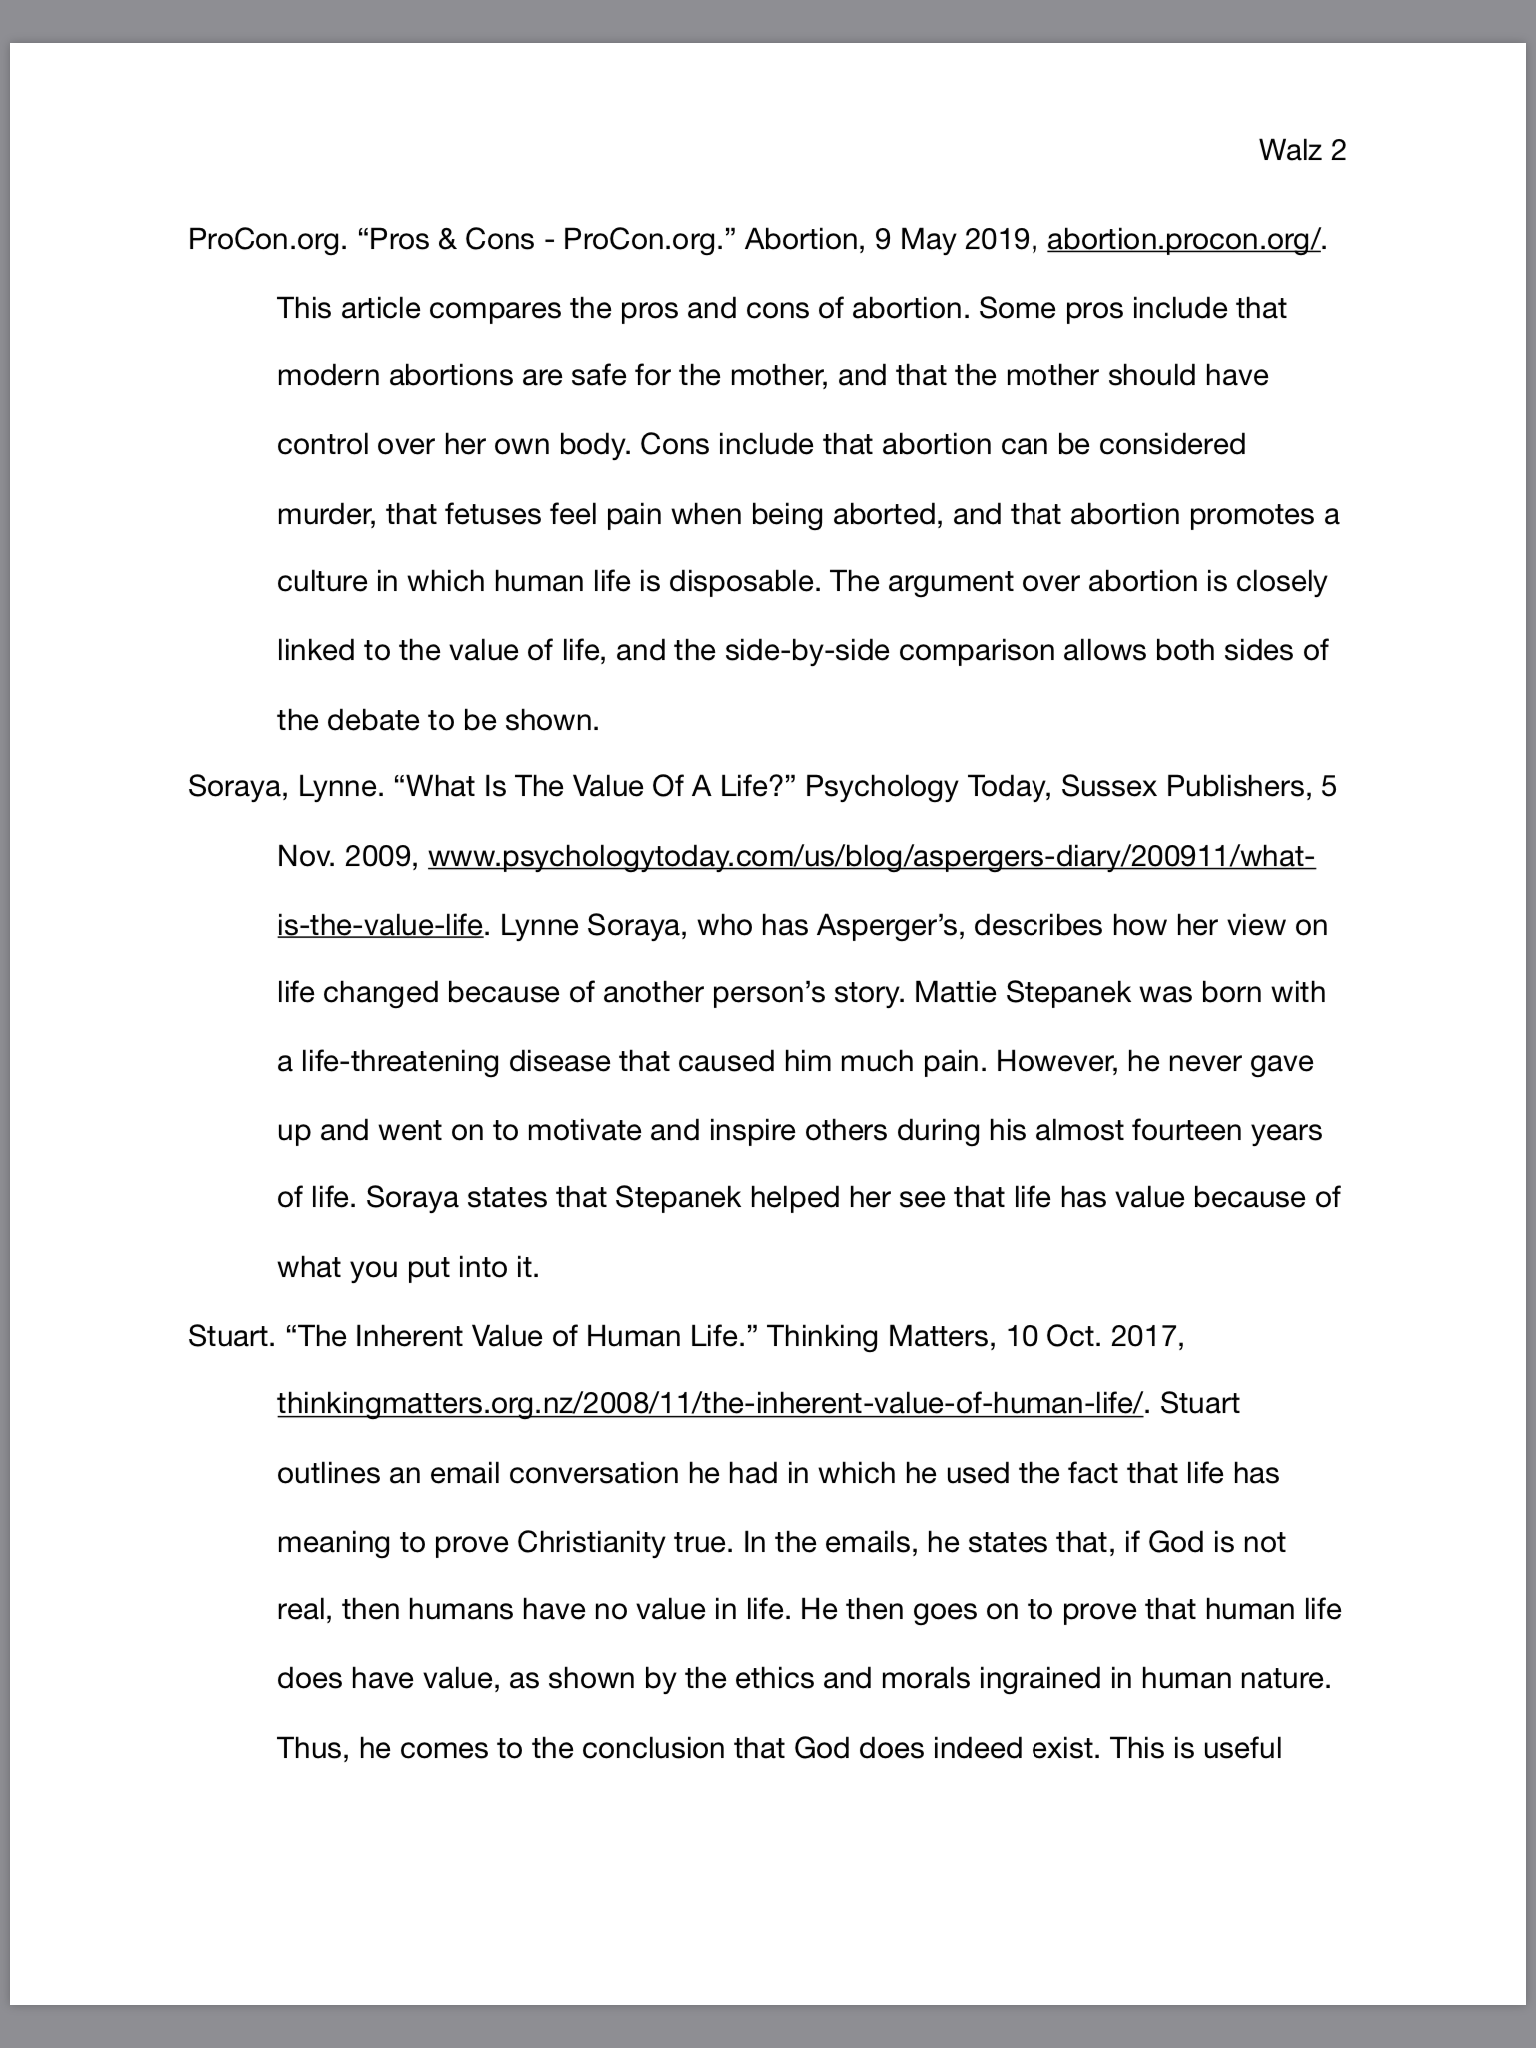 Walz 2
ProCon.org. “Pros & Cons - ProCon.org.” Abortion, 9 May 2019, abortion.procon.org/.
This article compares the pros and cons of abortion. Some pros include that
modern abortions are safe for the mother, and that the mother should have
control over her own body. Cons include that abortion can be considered
murder, that fetuses feel pain when being aborted, and that abortion promotes a
culture in which human life is disposable. The argument over abortion is closely
linked to the value of life, and the side-by-side comparison allows both sides of
the debate to be shown.
Soraya, Lynne. “What Is The Value Of A Life?” Psychology Today, Sussex Publishers, 5
Nov. 2009, www.psychologytoday.com/us/blog/aspergers-diary/200911/what-
is-the-value-life. Lynne Soraya, who has Asperger’s, describes how her view on
life changed because of another person’s story. Mattie Stepanek was born with
a life-threatening disease that caused him much pain. However, he never gave
up and went on to motivate and inspire others during his almost fourteen years
of life. Soraya states that Stepanek helped her see that life has value because of
what you put into it.
Stuart. “The Inherent Value of Human Life.” Thinking Matters, 10 Oct. 2017,
thinkingmatters.org.nz/2008/11/the-inherent-value-of-human-life/. Stuart
outlines an email conversation he had in which he used the fact that life has
meaning to prove Christianity true. In the emails, he states that, if God is not
real, then humans have no value in life. He then goes on to prove that human life
does have value, as shown by the ethics and morals ingrained in human nature.
Thus, he comes to the conclusion that God does indeed exist. This is useful